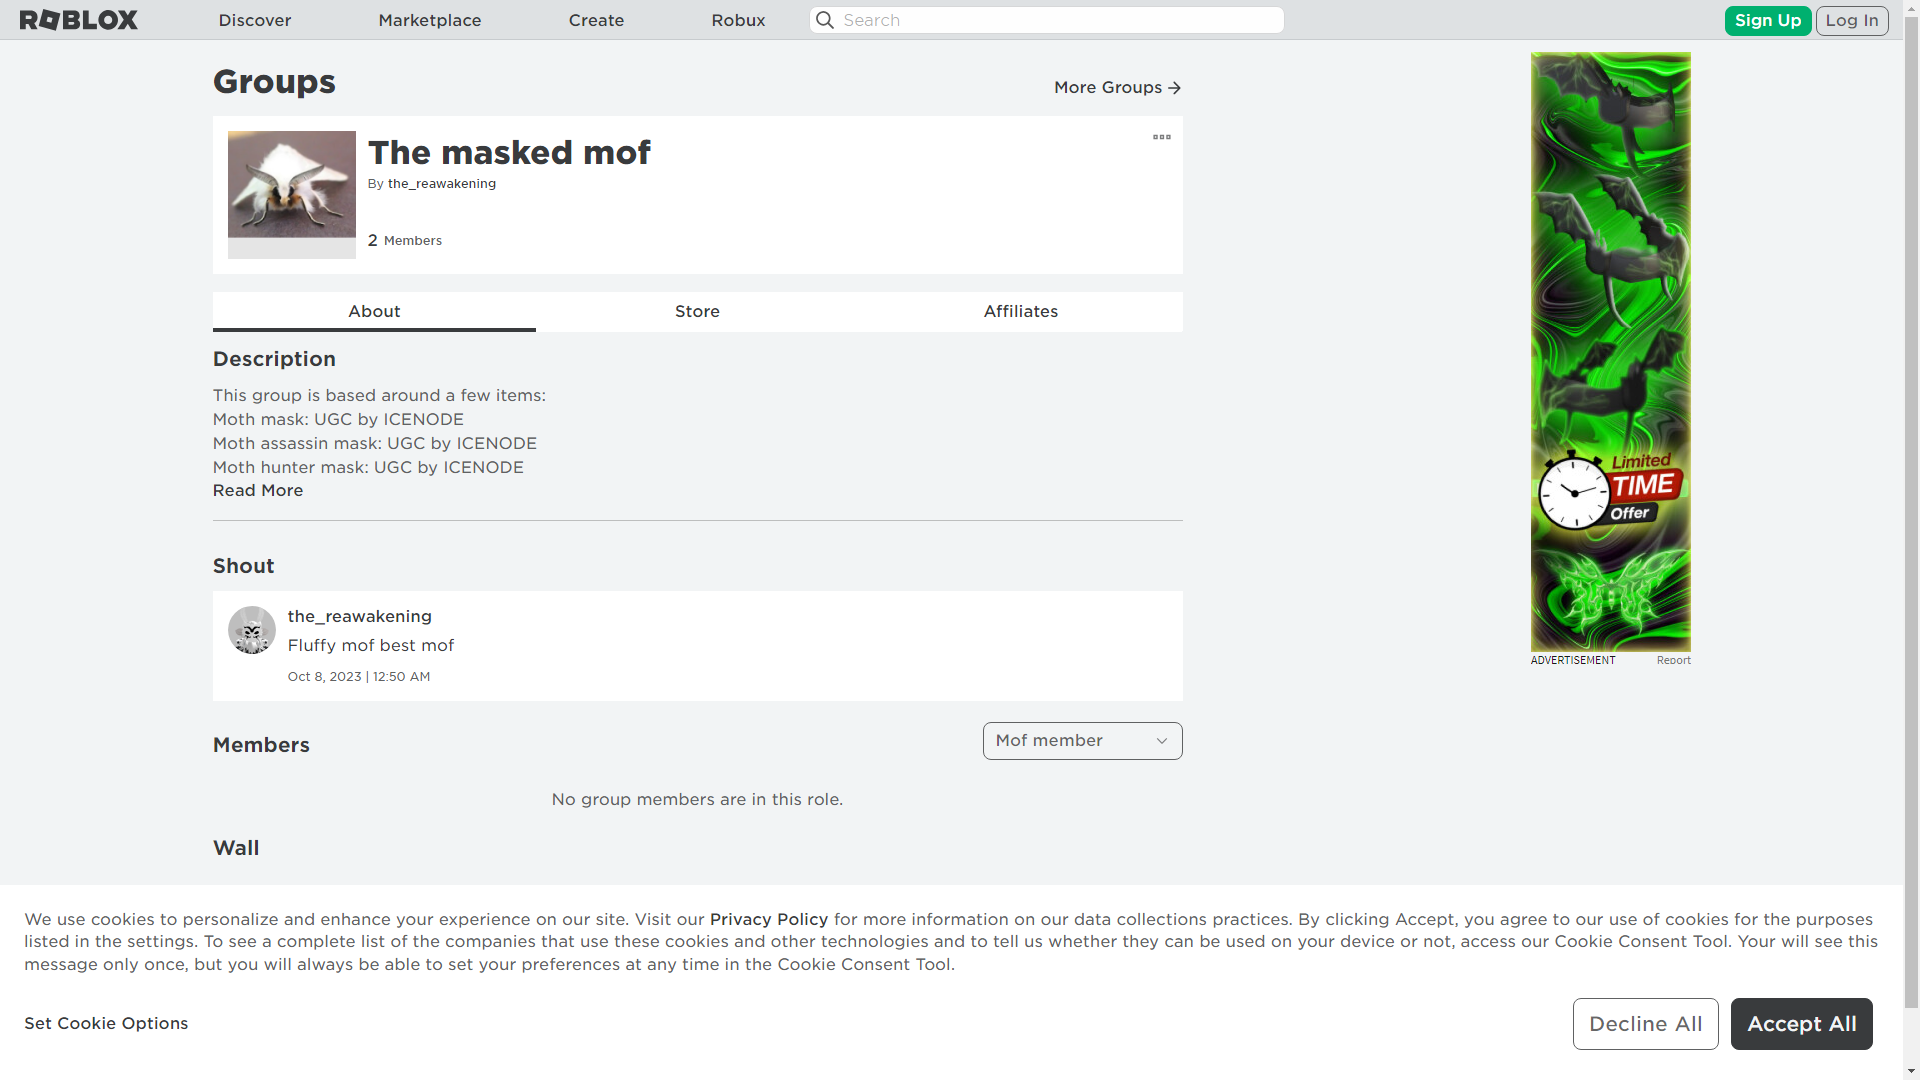 ROBLOX
Discover
Marketplace
Create
Robux
Search
Sign Up
Log In
Groups
More Groups
The masked mof
By the_reawakening
2 Members
About
Store
Affiliates
Description
This group is based around a few items:
Moth mask: UGC by ICENODE
Moth assassin mask: UGC by ICENODE
Moth hunter mask: UGC by ICENODE
Read More
Shout
the_reawakening
Fluffy mof best mof
Oct 8, 2023 | 12:50 AM
Members
Mof member
No group members are in this role.
Wall
Limited
TIME
Offer
ADVERTISEMENT
Report
We use cookies to personalize and enhance your experience on our site. Visit our Privacy Policy for more information on our data collections practices. By clicking Accept, you agree to our use of cookies for the purposes
listed in the settings. To see a complete list of the companies that use these cookies and other technologies and to tell us whether they can be used on your device or not, access our Cookie Consent Tool. Your will see this
message only once, but you will always be able to set your preferences at any time in the Cookie Consent Tool.
Set Cookie Options
Decline All
Accept All